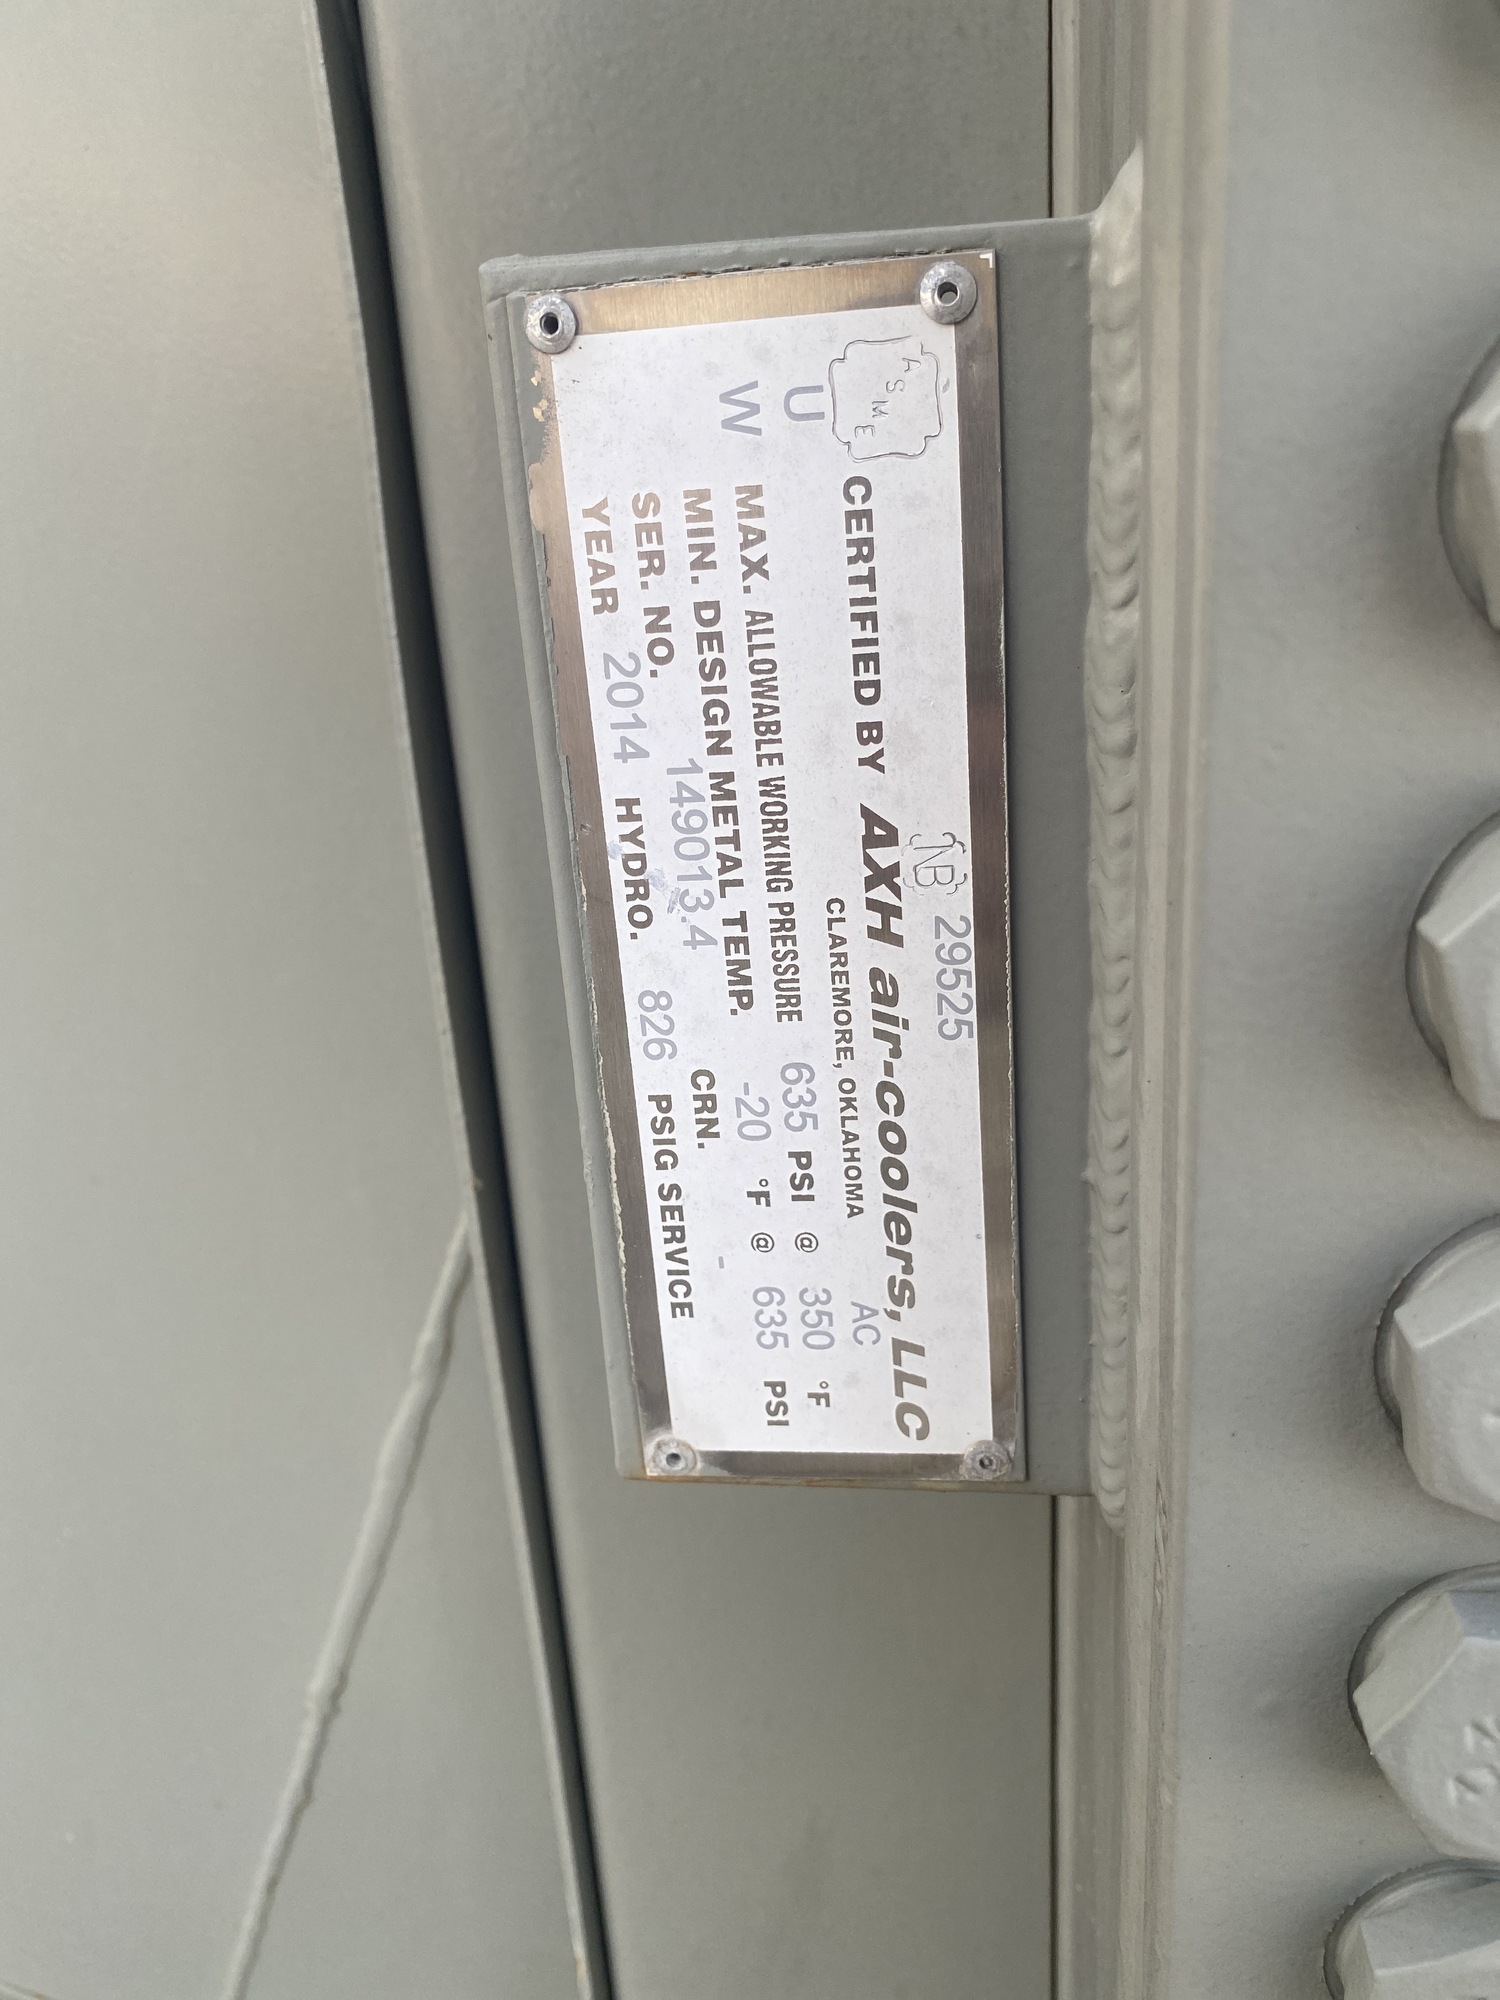 NB 29525
ASME
CERTIFIED BY AXH air-coolers, LLC
CLAREMORE, OKLAHOMA AC
U
W
MAX. ALLOWABLE WORKING PRESSURE 635 PSI @ 350 °F
MIN. DESIGN METAL TEMP. -20 °F @ 635 PSI
SER. NO. 149013.4 CRN. -
YEAR 2014 HYDRO. 826 PSIG SERVICE